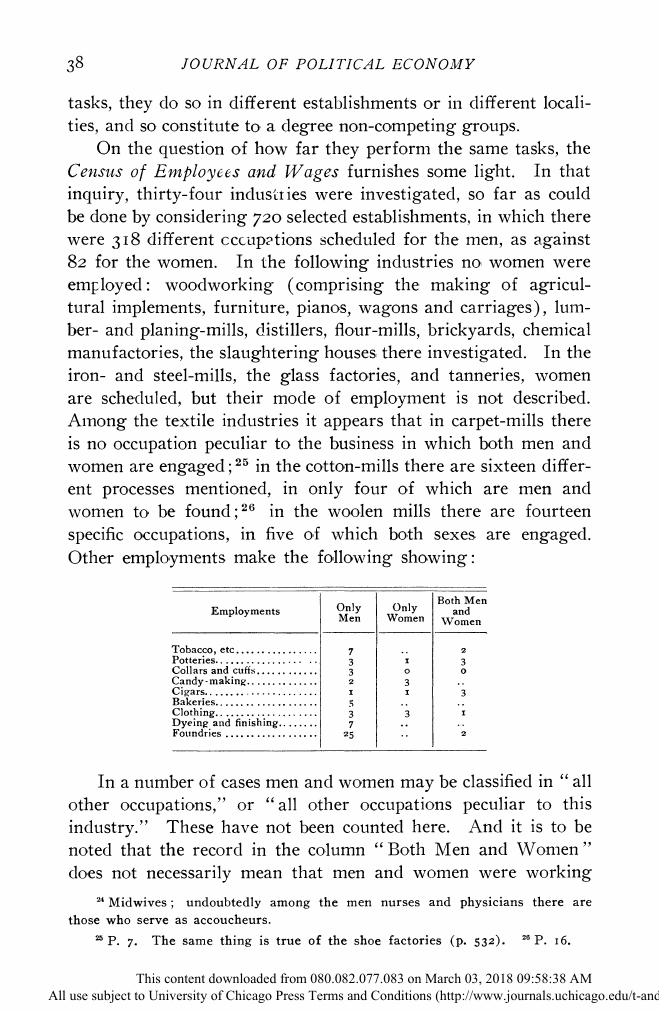 38 JOURNAL OF POLITICAL ECONOMY
tasks, they do so in different establishments or in different locali-
ties, and so constitute to a degree non-competing groups.
On the question of how far they perform the same tasks, the
Census of Employees and Wages furnishes some light. In that
inquiry, thirty-four industries were investigated, so far as could
be done by considering 720 selected establishments, in which there
were 318 different occupations scheduled for the men, as against
82 for the women. In the following industries no women were
employed: woodworking (comprising the making of agricul-
tural implements, furniture, pianos, wagons and carriages), lum-
ber- and planing-mills, distillers, flour-mills, brickyards, chemical
manufactories, the slaughtering houses there investigated. In the
iron- and steel-mills, the glass factories, and tanneries, women
are scheduled, but their mode of employment is not described.
Among the textile industries it appears that in carpet-mills there
is no occupation peculiar to the business in which both men and
women are engaged;25 in the cotton-mills there are sixteen differ-
ent processes mentioned, in only four of which are men and
women to be found;26 in the woolen mills there are fourteen
specific occupations, in five of which both sexes are engaged.
Other employments make the following showing:
Employments Only Men Only Women Both Men and Women
Tobacco, etc................ 7 .. 2
Potteries................. .. 3 1 3
Collars and cuffs............ 3 0 0
Candy-making.............. 2 3 ..
Cigars...................... 1 1 3
Bakeries.................... 5 .. ..
Clothing.................... 3 3 1
Dyeing and finishing........ 7 .. ..
Foundries .................. 25 .. 2
In a number of cases men and women may be classified in "all
other occupations," or "all other occupations peculiar to this
industry." These have not been counted here. And it is to be
noted that the record in the column "Both Men and Women"
does not necessarily mean that men and women were working
24 Midwives; undoubtedly among the men nurses and physicians there are
those who serve as accoucheurs.
25 P. 7. The same thing is true of the shoe factories (p. 532). 26 P. 16.
This content downloaded from 080.082.077.083 on March 03, 2018 09:58:38 AM
All use subject to University of Chicago Press Terms and Conditions (http://www.journals.uchicago.edu/t-and